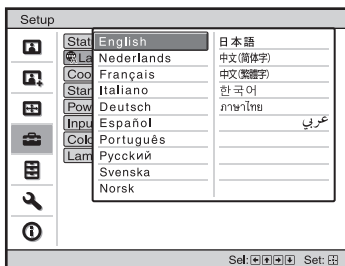 Setup
Stat
La
Coo
Star
Pow
Inpu
Colo
Lam
English
Nederlands
Français
Italiano
Deutsch
Español
Português
Русский
Svenska
Norsk
日本語
中文(简体字)
中文(繁體字)
한국어
ภาษาไทย
عربي
Sel: Set: